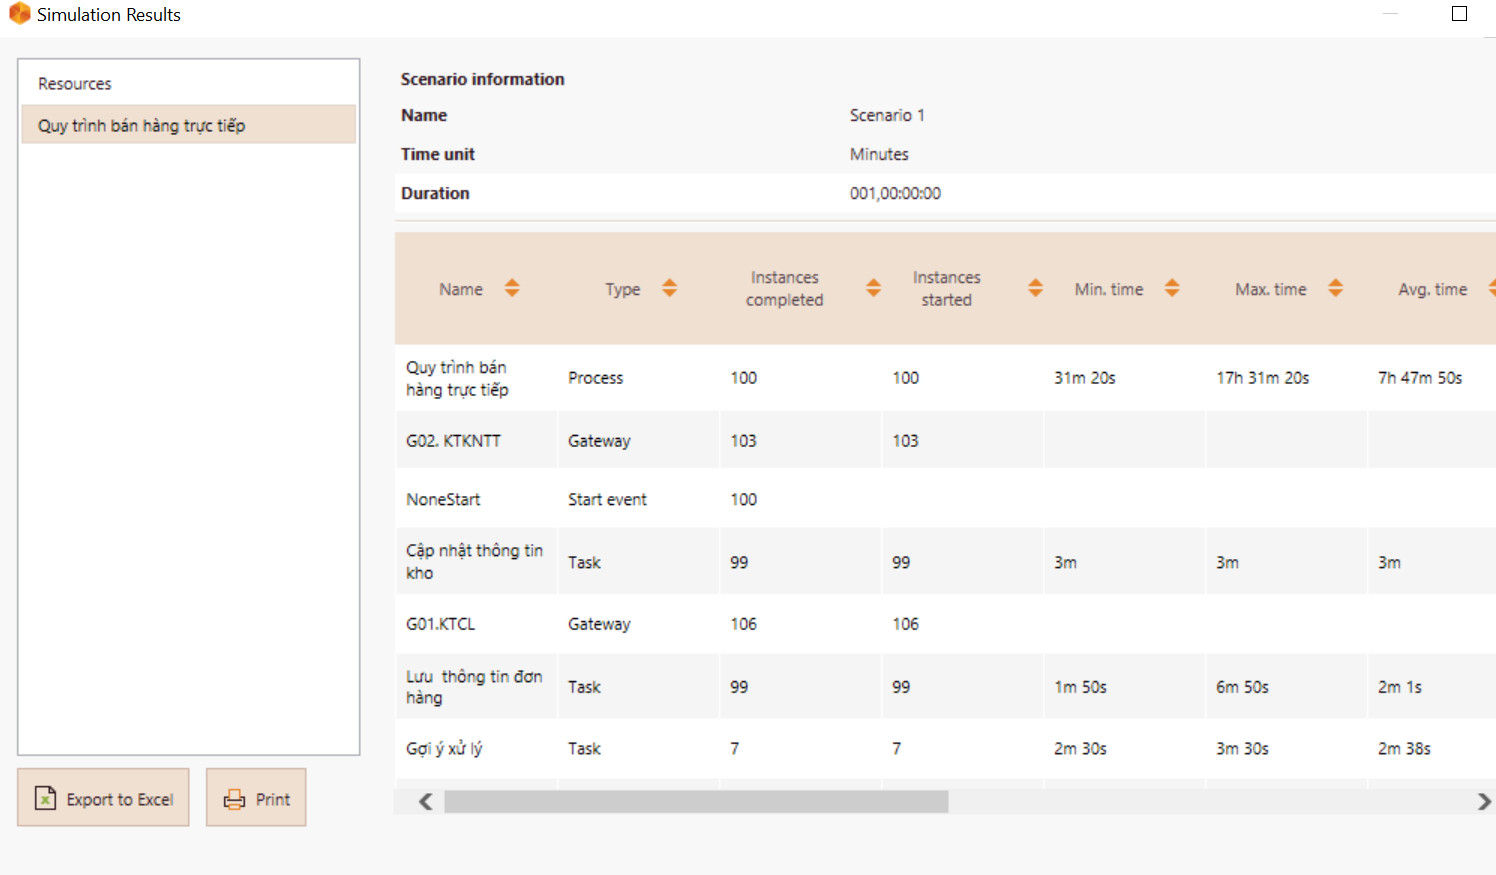 Simulation Results
Resources
Quy trình bán hàng trực tiếp
Export to Excel
Print
Scenario information
Name Scenario 1
Time unit Minutes
Duration 001,00:00:00
Name Type Instances completed Instances started Min. time Max. time Avg. time
Quy trình bán hàng trực tiếp Process 100 100 31m 20s 17h 31m 20s 7h 47m 50s
G02. KTKNTT Gateway 103 103
NoneStart Start event 100
Cập nhật thông tin kho Task 99 99 3m 3m 3m
G01.KTCL Gateway 106 106
Lưu thông tin đơn hàng Task 99 99 1m 50s 6m 50s 2m 1s
Gợi ý xử lý Task 7 7 2m 30s 3m 30s 2m 38s